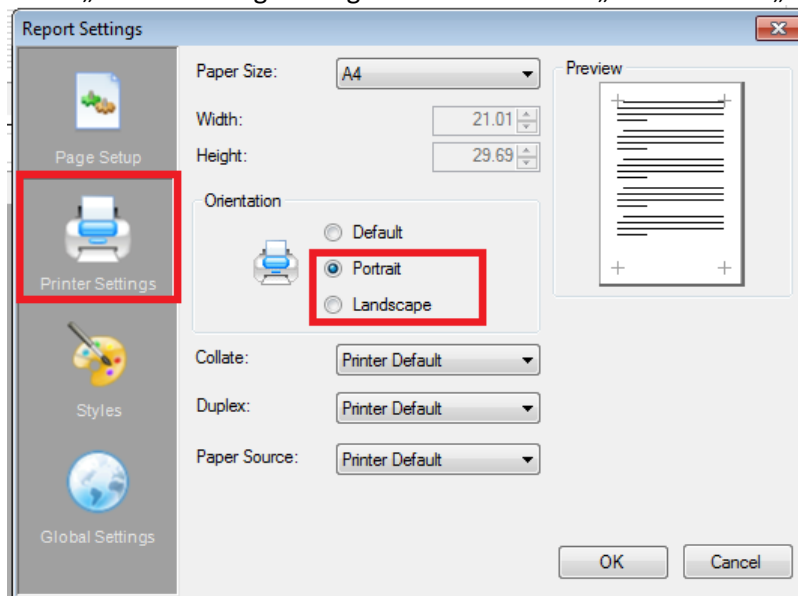 Report Settings
Page Setup
Printer Settings
Styles
Global Settings
Paper Size: A4
Width: 21.01
Height: 29.69
Orientation
Default
Portrait
Landscape
Collate: Printer Default
Duplex: Printer Default
Paper Source: Printer Default
Preview
OK Cancel